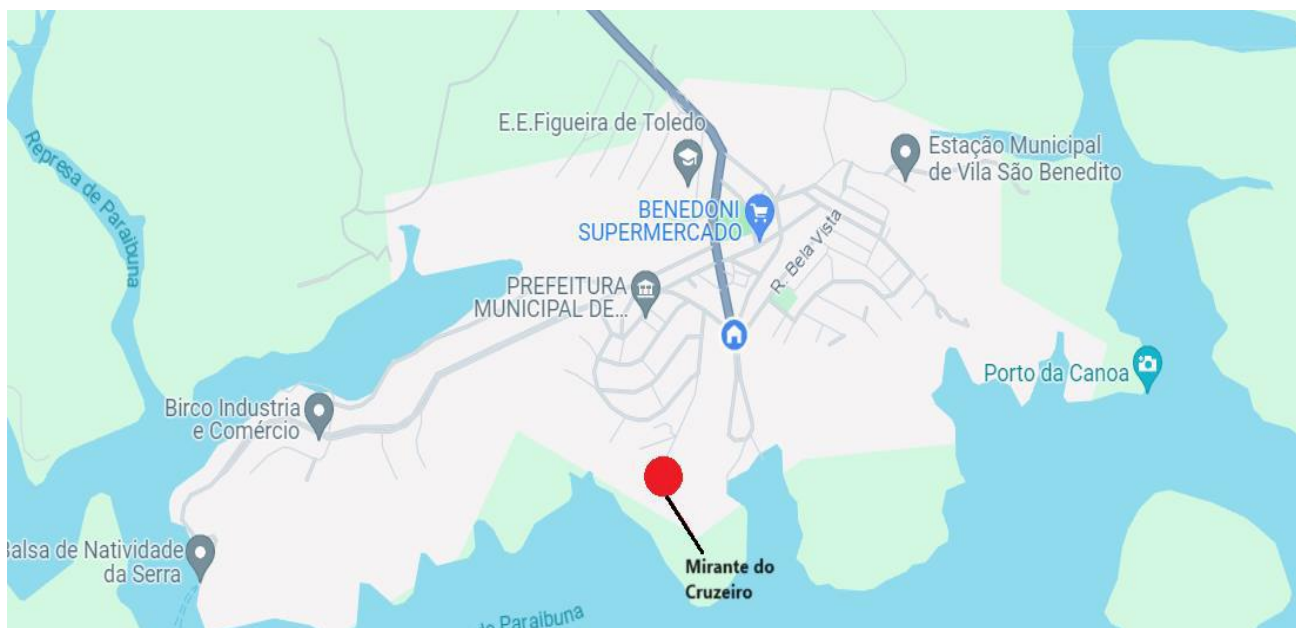 E.E.Figueira de Toledo
Estação Municipal
de Vila São Benedito
Represa de Paraibuna
BENEDONI
SUPERMERCADO
R. Bela Vista
PREFEITURA
MUNICIPAL DE...
Porto da Canoa
Birco Industria
e Comércio
Balsa de Natividade
da Serra
Mirante do
Cruzeiro
Paraibuna